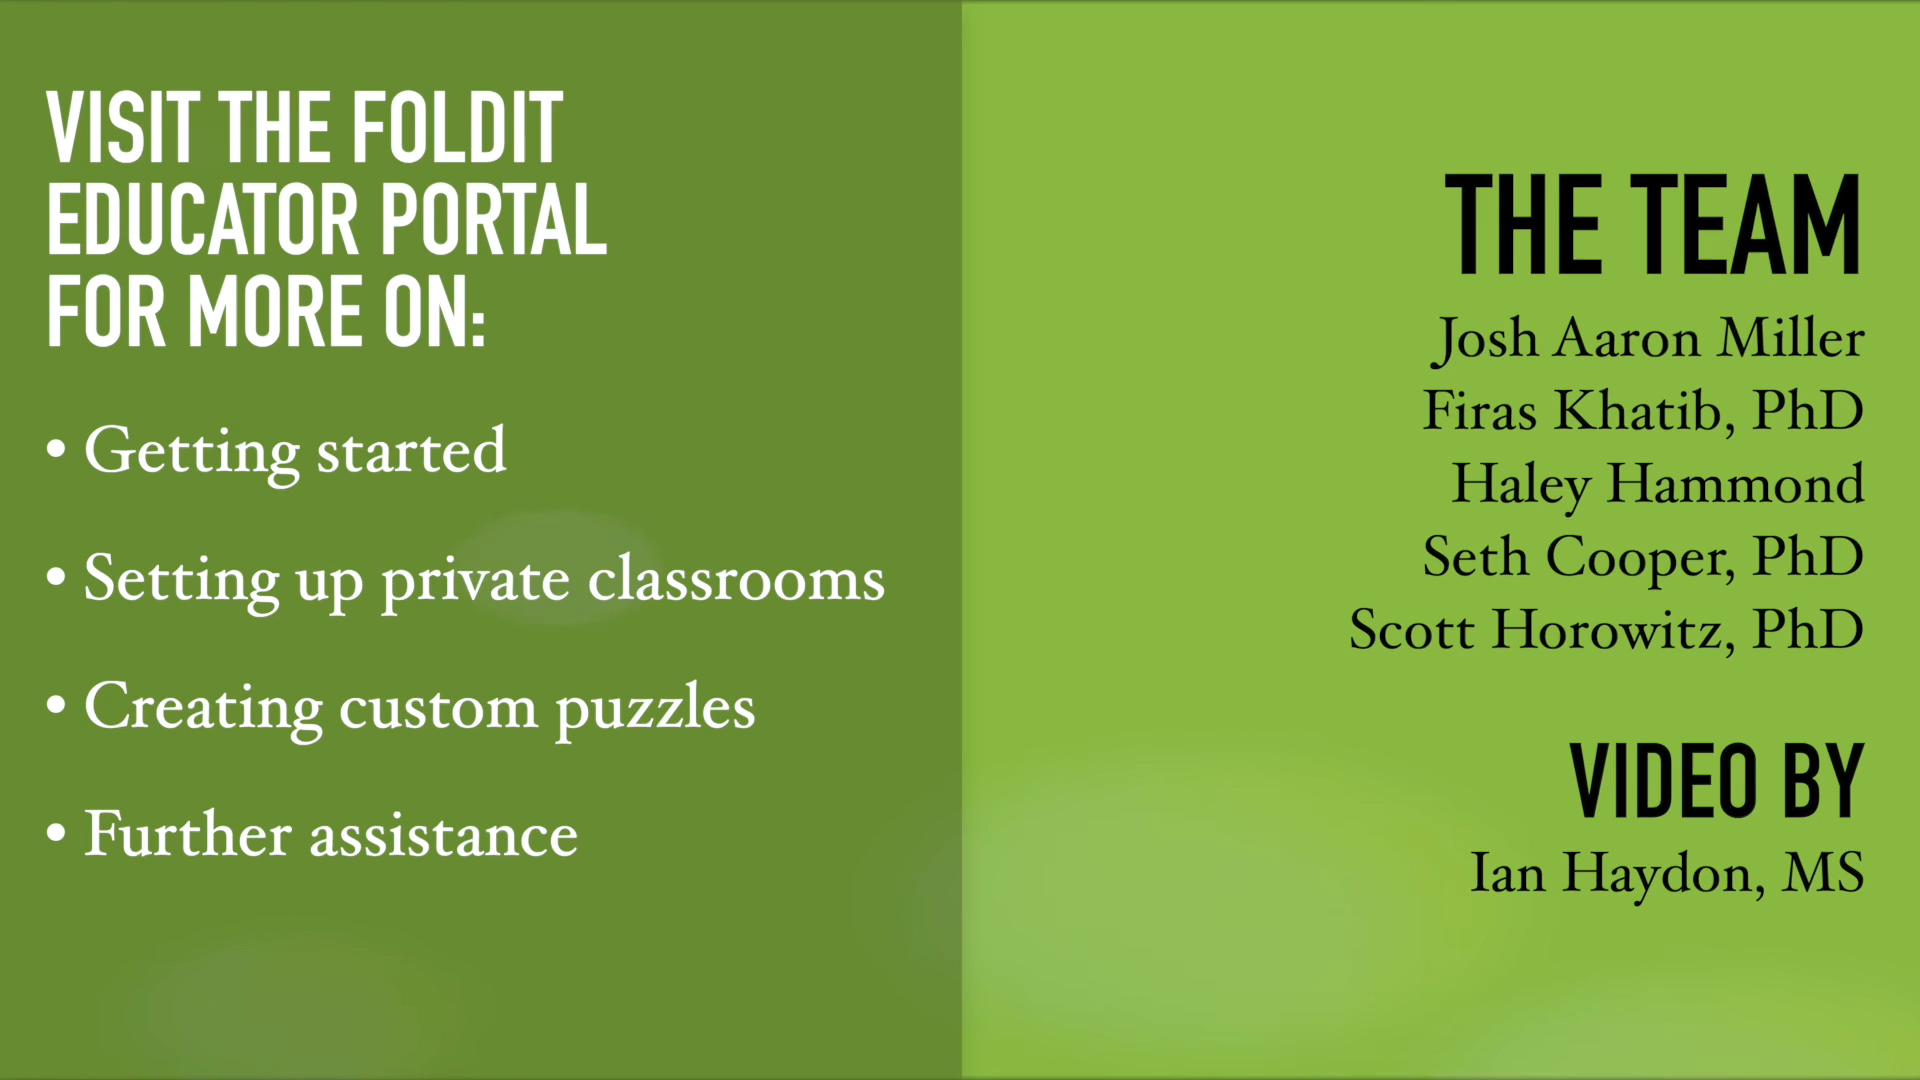 VISIT THE FOLDIT
EDUCATOR PORTAL
FOR MORE ON:
• Getting started
• Setting up private classrooms
• Creating custom puzzles
• Further assistance
THE TEAM
Josh Aaron Miller
Firas Khatib, PhD
Haley Hammond
Seth Cooper, PhD
Scott Horowitz, PhD
VIDEO BY
Ian Haydon, MS